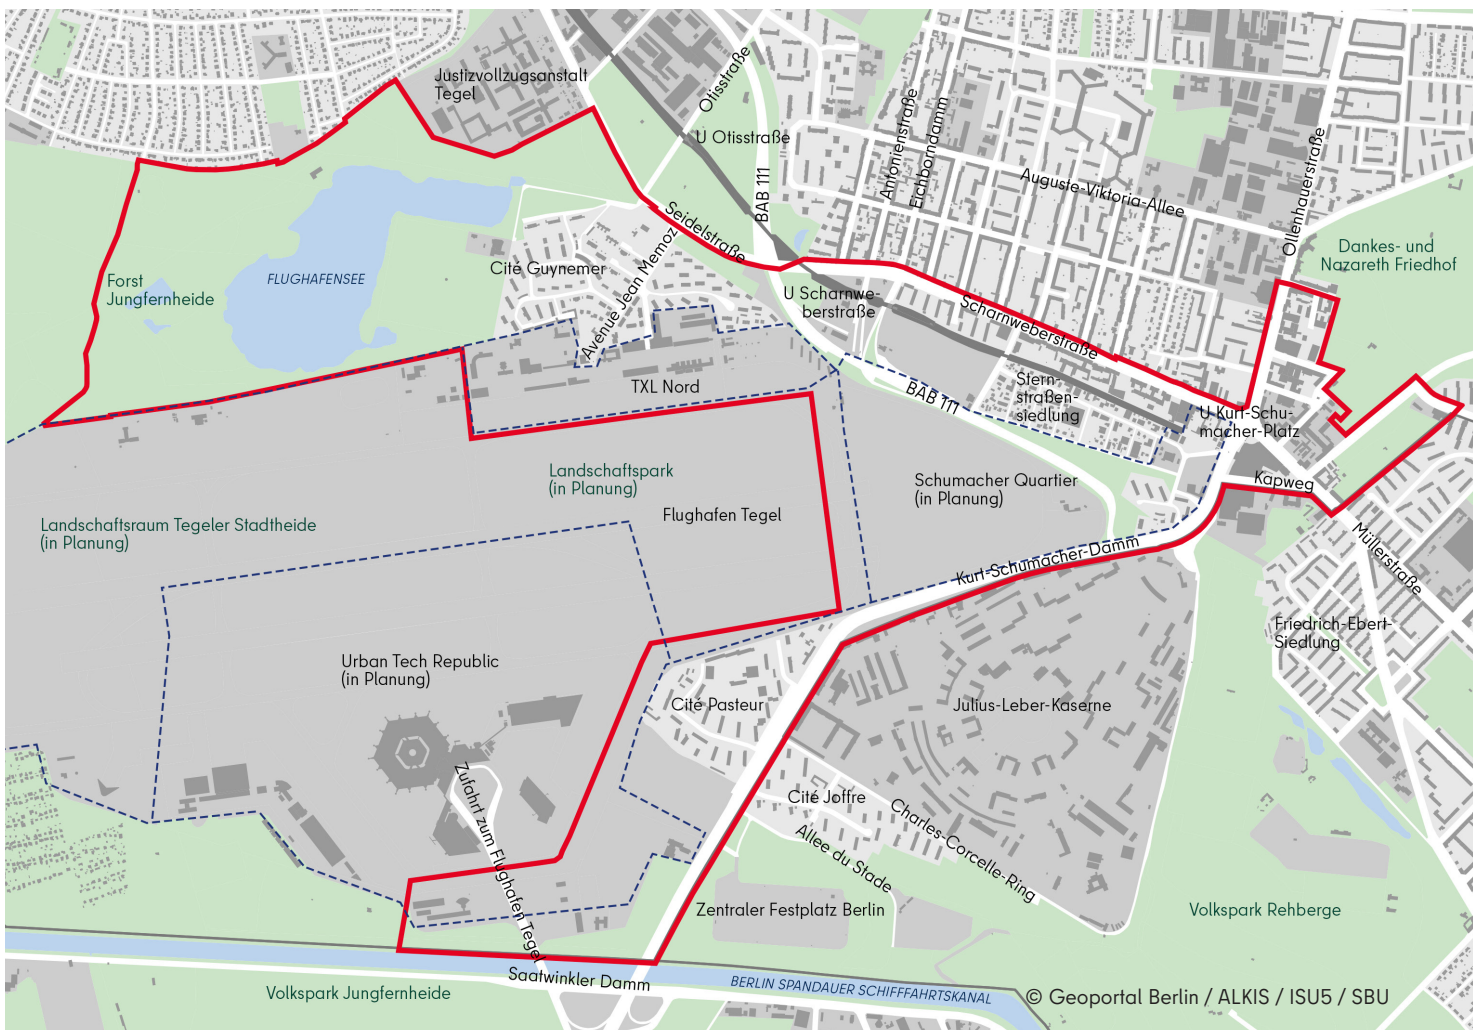 Justizvollzugsanstalt
Tegel
Otisstraße
U Otisstraße
BAB 111
Antonienstraße
Eichborndamm
Auguste-Viktoria-Allee
Ollenhauerstraße
Dankes- und
Nazareth Friedhof
Seidelstraße
Forst
Jungfernheide
FLUGHAFENSEE
Cité Guynemer
Avenue Jean Memoz
U Scharnwe-
berstraße
Scharnweberstraße
TXL Nord
BAB 111
Stern-
straßen-
siedlung
U Kurt-Schu-
macher-Platz
Landschaftspark
(in Planung)
Flughafen Tegel
Schumacher Quartier
(in Planung)
Kapweg
Landschaftsraum Tegeler Stadtheide
(in Planung)
Kurt-Schumacher-Damm
Müllerstraße
Friedrich-Ebert-
Siedlung
Urban Tech Republic
(in Planung)
Cité Pasteur
Julius-Leber-Kaserne
Zufahrt zum Flughafen Tegel
Cité Joffre
Charles-Corcelle-Ring
Allee du Stade
Zentraler Festplatz Berlin
Volkspark Rehberge
Saatwinkler Damm
BERLIN SPANDAUER SCHIFFFAHRTSKANAL
Volkspark Jungfernheide
© Geoportal Berlin / ALKIS / ISU5 / SBU